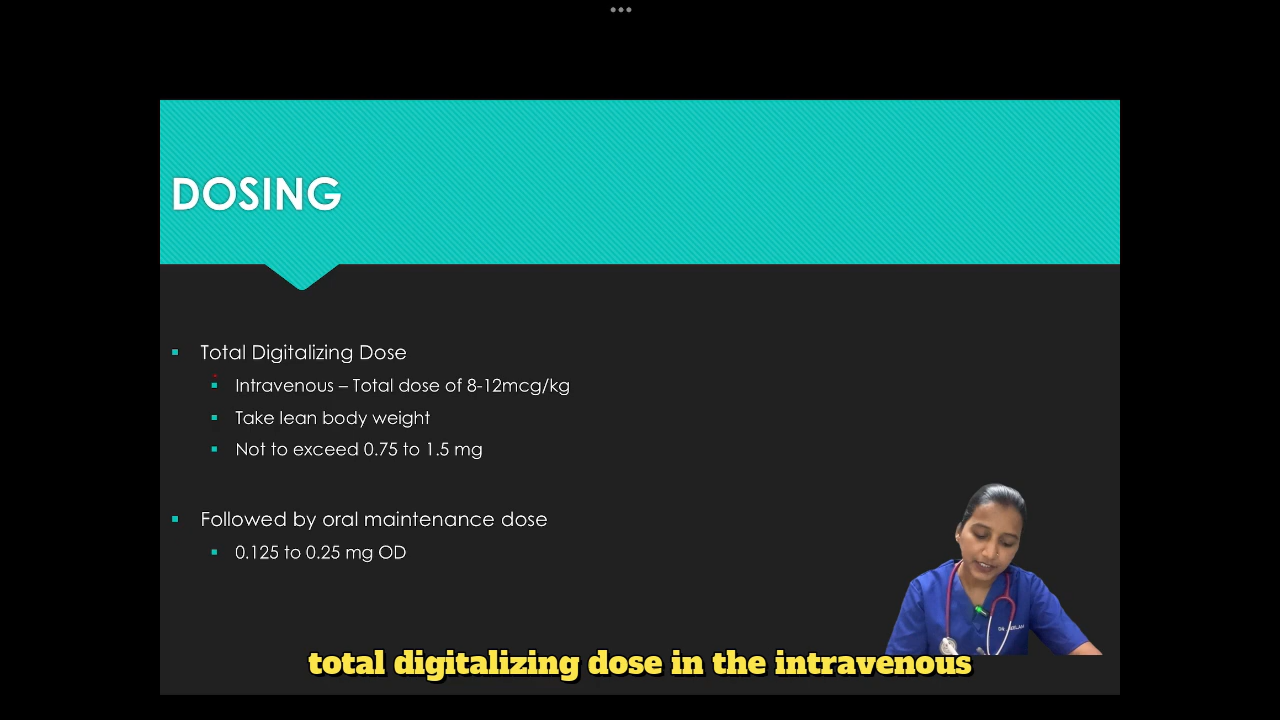 DOSING
Total Digitalizing Dose
Intravenous – Total dose of 8-12mcg/kg
Take lean body weight
Not to exceed 0.75 to 1.5 mg
Followed by oral maintenance dose
0.125 to 0.25 mg OD
total digitalizing dose in the intravenous